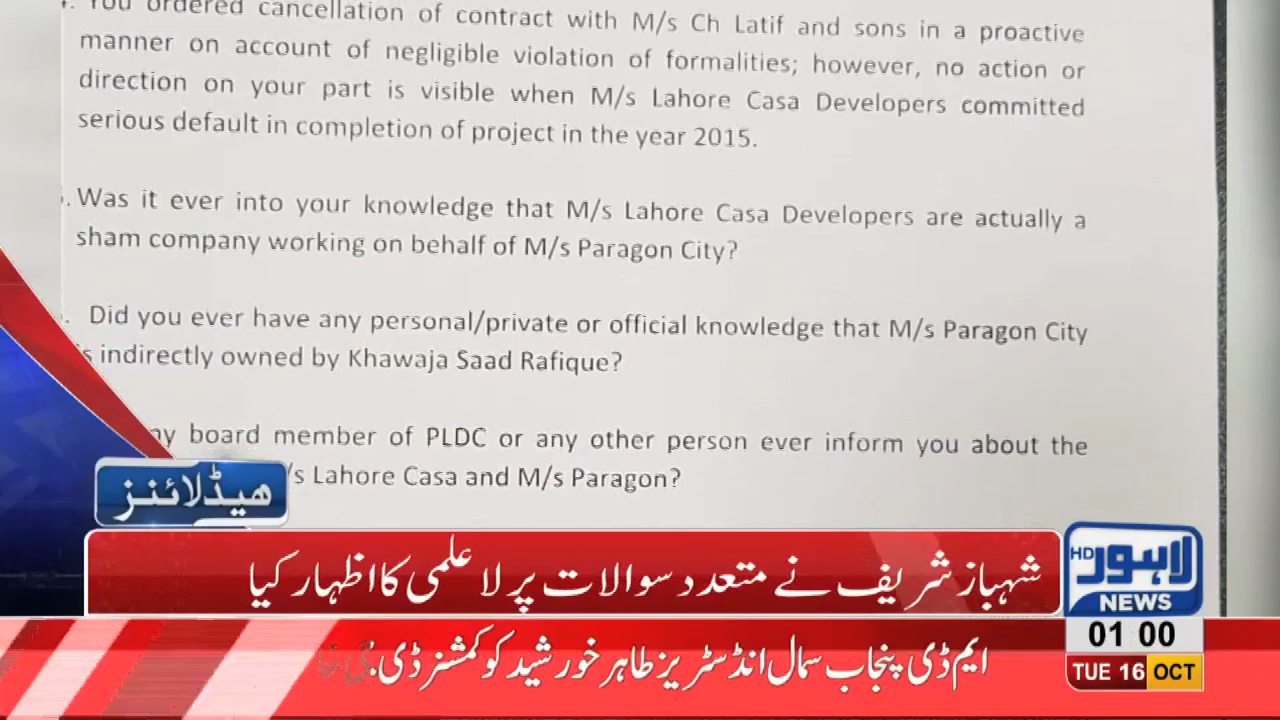 You ordered cancellation of contract with M/s Ch Latif and sons in a proactive
manner on account of negligible violation of formalities; however, no action or
direction on your part is visible when M/s Lahore Casa Developers committed
serious default in completion of project in the year 2015.
Was it ever into your knowledge that M/s Lahore Casa Developers are actually a
sham company working on behalf of M/s Paragon City?
Did you ever have any personal/private or official knowledge that M/s Paragon City
indirectly owned by Khawaja Saad Rafique?
board member of PLDC or any other person ever inform you about the
Lahore Casa and M/s Paragon?
ھیڈلائنز
شہباز شریف نے متعدد سوالات پر لا علمی کا اظہار کیا
HD لاہور
NEWS
01 00
ایم ڈی پنجاب سمال انڈسٹریز طاہر خورشید کو کمشنر ڈی.
TUE 16 OCT